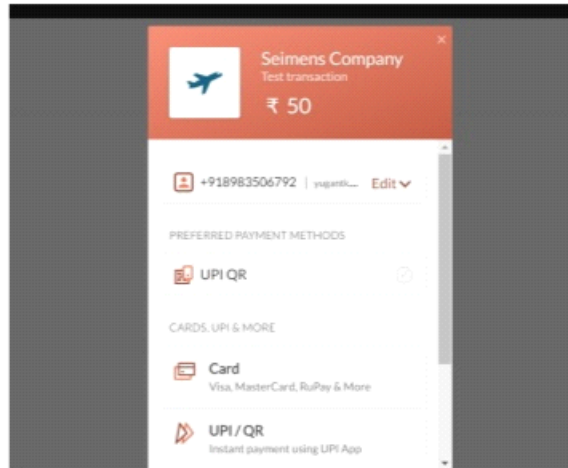 Seimens Company
Test transaction
₹ 50
+918983506792 | yugantk... Edit
PREFERRED PAYMENT METHODS
UPI QR
CARDS, UPI & MORE
Card
Visa, MasterCard, RuPay & More
UPI / QR
Instant payment using UPI App